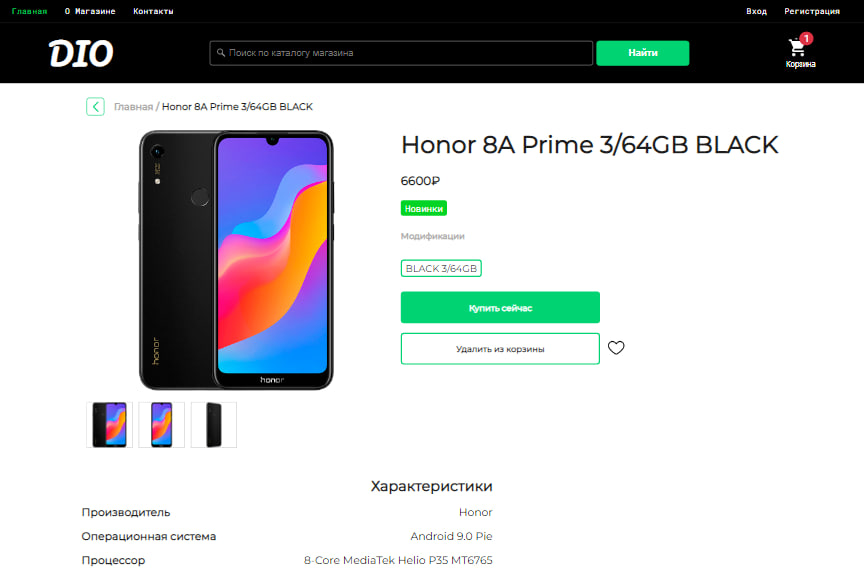 Главная О Магазине Контакты Вход Регистрация
DIO
Поиск по каталогу магазина Найти
1
Корзина
Главная / Honor 8A Prime 3/64GB BLACK
Honor 8A Prime 3/64GB BLACK
6600₽
Новинки
Модификации
BLACK 3/64GB
Купить сейчас
Удалить из корзины
honor
honor
Характеристики
Производитель Honor
Операционная система Android 9.0 Pie
Процессор 8-Core MediaTek Helio P35 MT6765